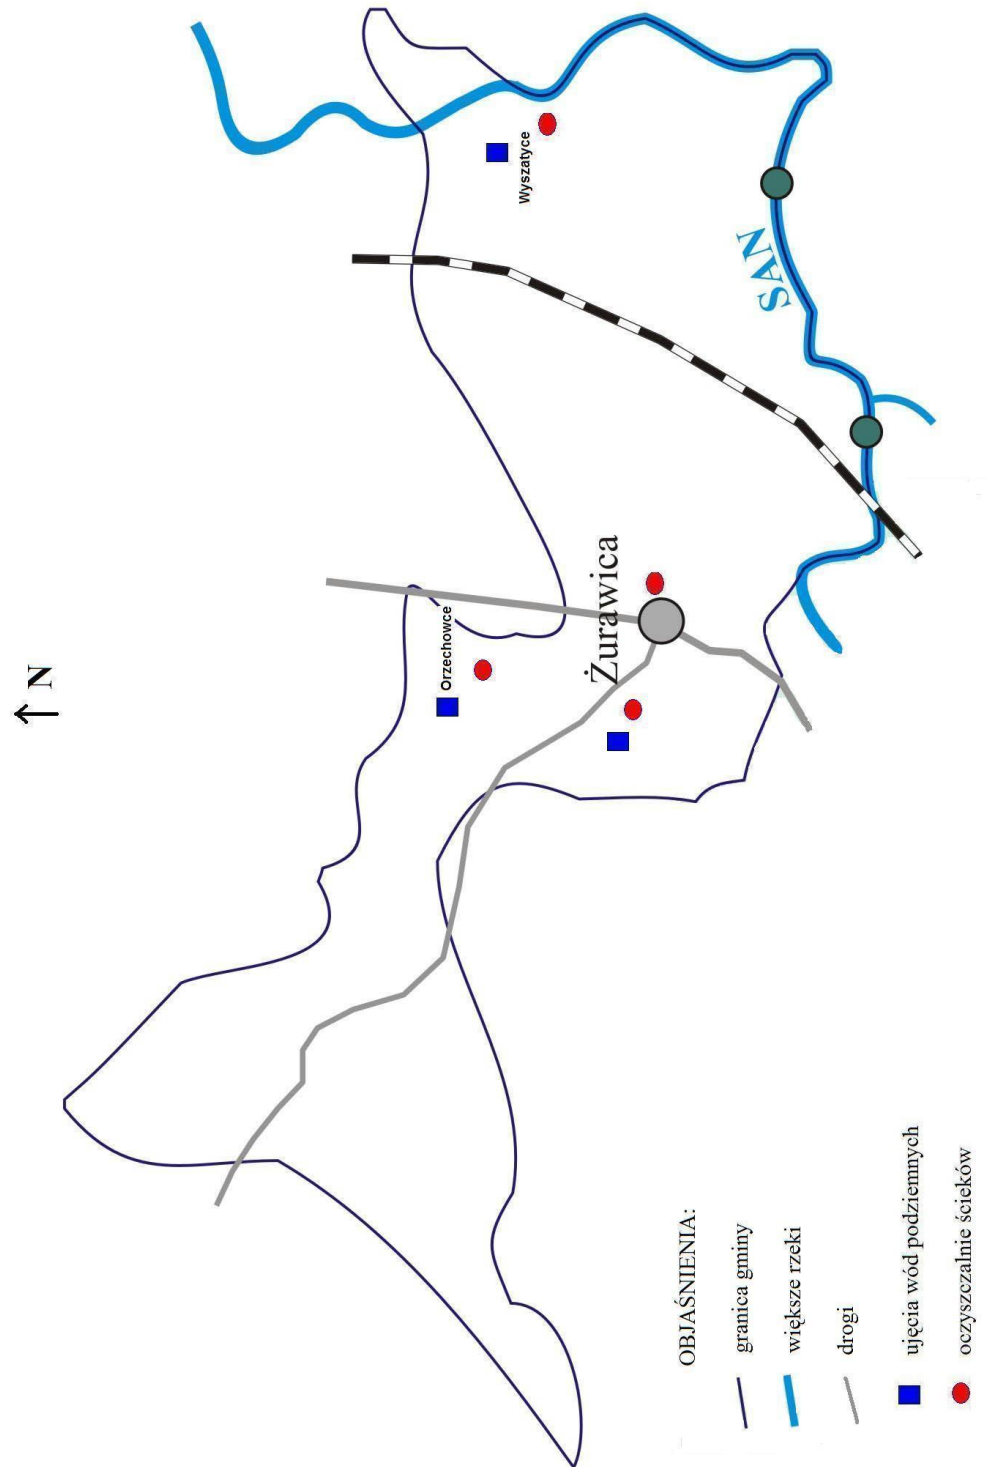 N
Wyszatyce
SAN
Orzechowce
Żurawica
OBJAŚNIENIA:
granica gminy
większe rzeki
drogi
ujęcia wód podziemnych
oczyszczalnie ścieków